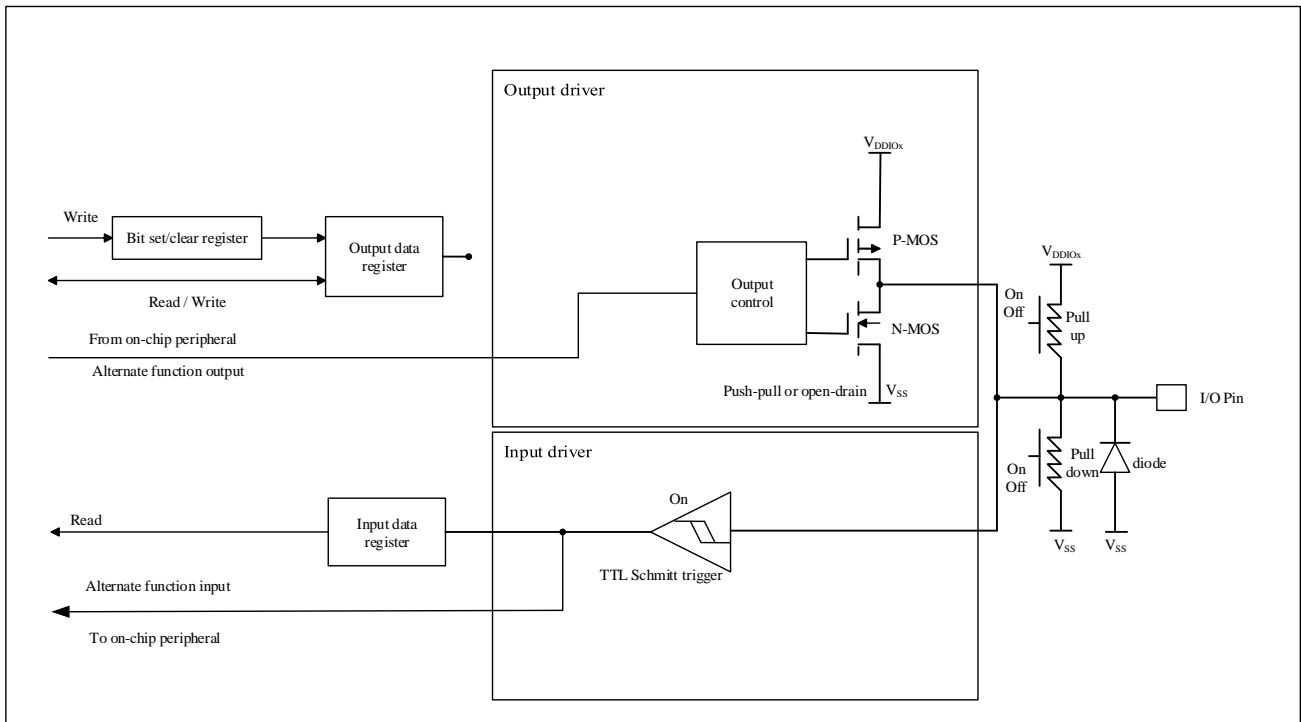 Output driver
V_DDIOx
Write
Bit set/clear register
Output data
register
P-MOS
V_DDIOx
On
Off
Pull
up
Output
control
Read / Write
N-MOS
From on-chip peripheral
Alternate function output
Push-pull or open-drain
V_SS
I/O Pin
Input driver
On
Off
Pull
down
diode
On
Read
Input data
register
V_SS
V_SS
TTL Schmitt trigger
Alternate function input
To on-chip peripheral